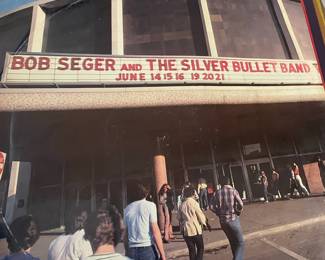 BOB SEGER AND THE SILVER BULLET BAND T
JUNE 14 15 16 19 20 21